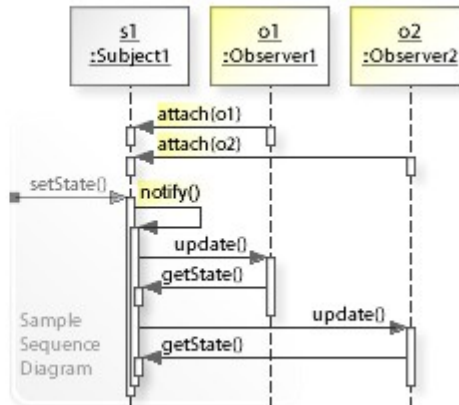 s1
:Subject1
o1
:Observer1
o2
:Observer2
attach(o1)
attach(o2)
setState()
notify()
update()
getState()
update()
getState()
Sample
Sequence
Diagram